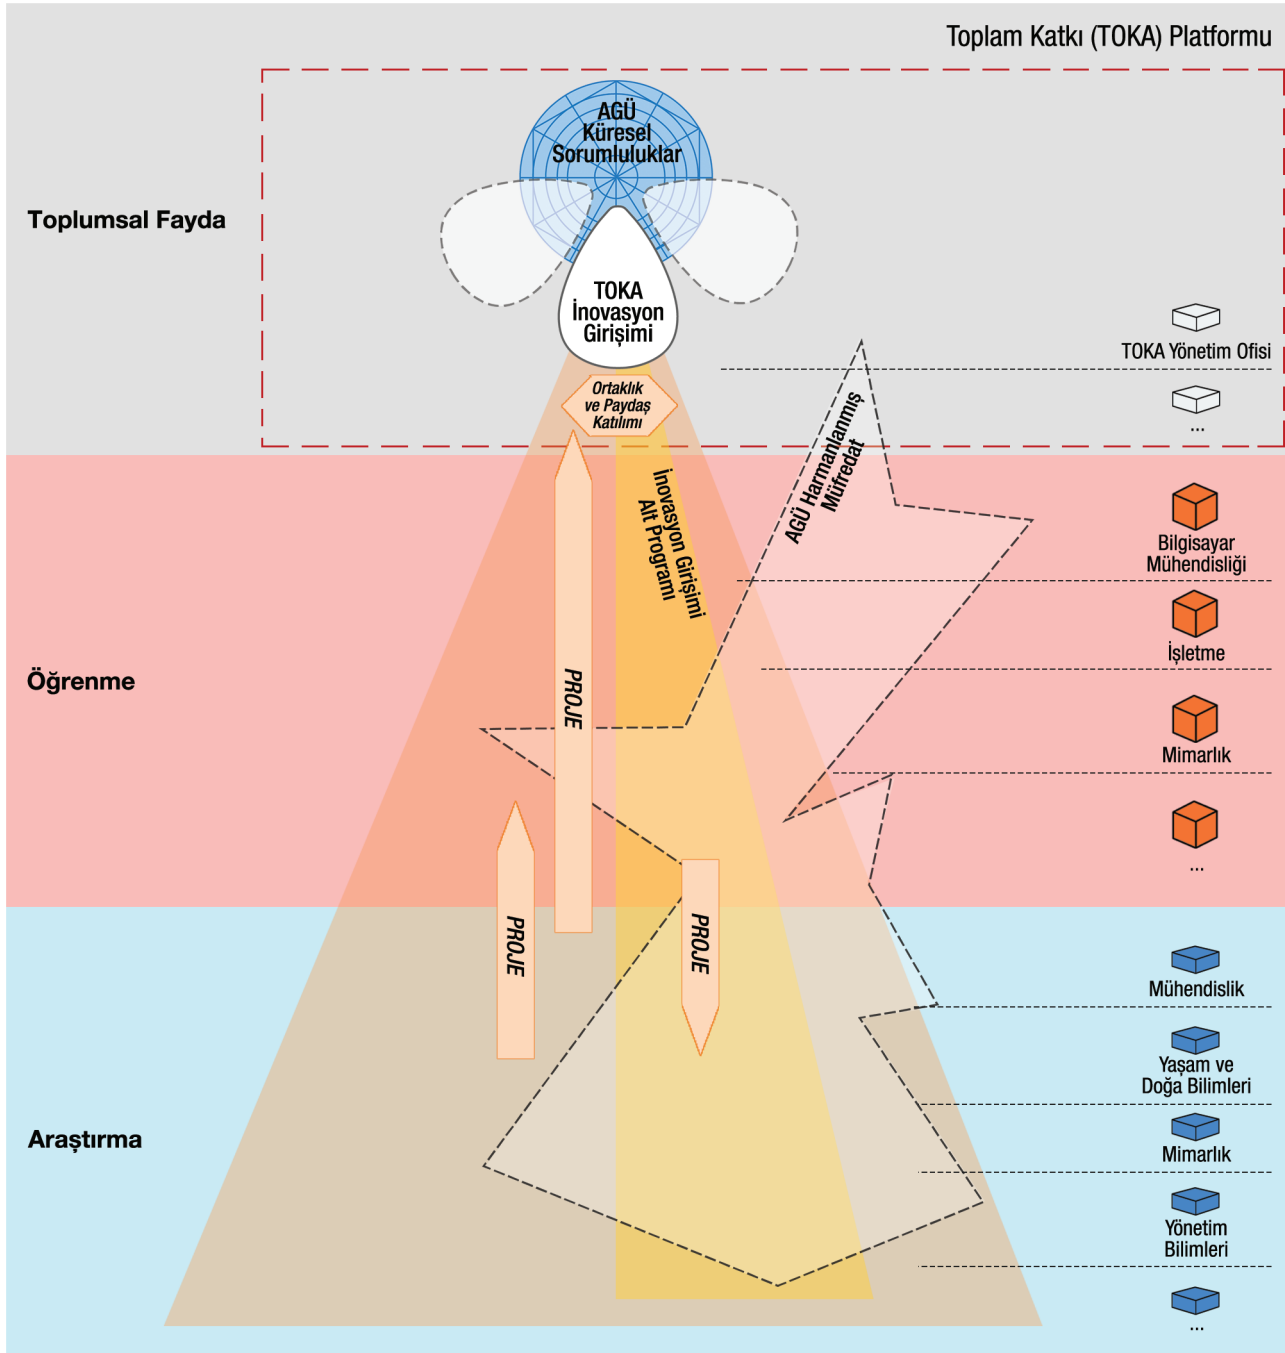 Toplam Katkı (TOKA) Platformu
AGÜ
Küresel
Sorumluluklar
Toplumsal Fayda
TOKA
İnovasyon
Girişimi
TOKA Yönetim Ofisi
...
Ortaklık
ve Paydaş
Katılımı
AGÜ Harmanlanmış
Müfredat
İnovasyon Girişimi
Alt Programı
Bilgisayar
Mühendisliği
İşletme
Öğrenme
PROJE
Mimarlık
...
PROJE
PROJE
Mühendislik
Yaşam ve
Doğa Bilimleri
Araştırma
Mimarlık
Yönetim
Bilimleri
...